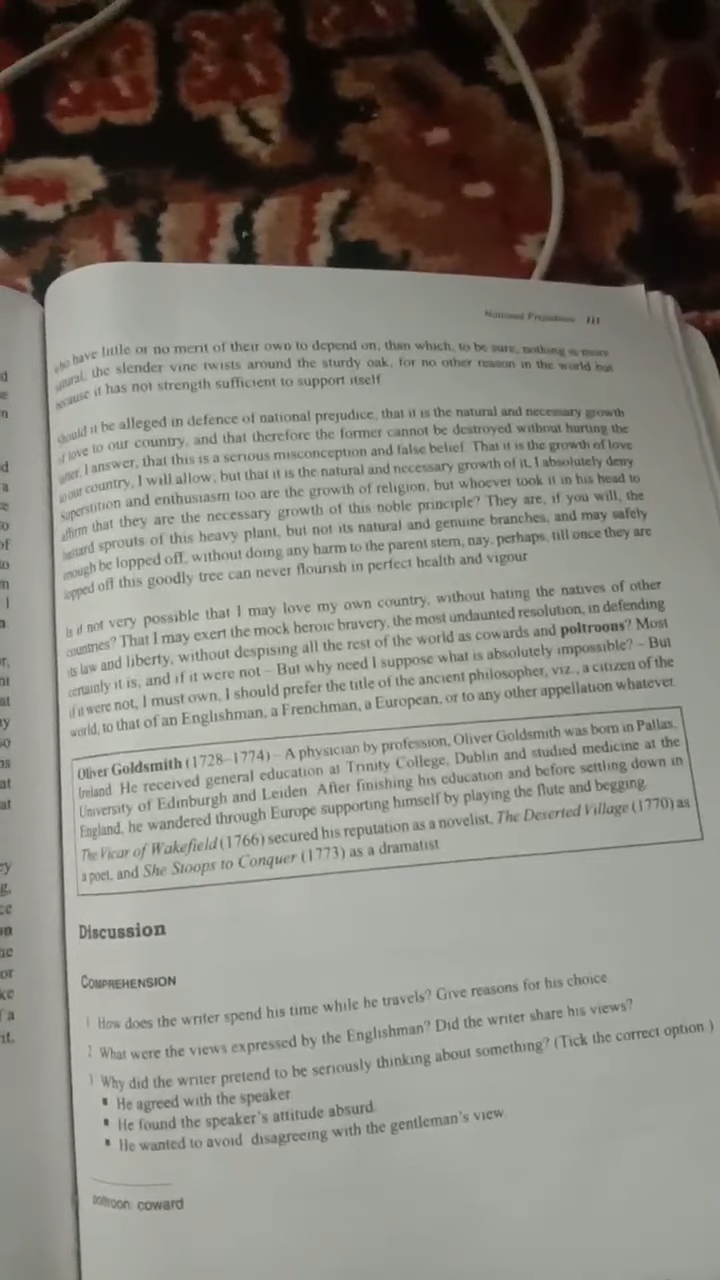 National Prejudices 111
who have little or no merit of their own to depend on, than which, to be sure, nothing is more
natural, the slender vine twists around the sturdy oak, for no other reason in the world but
because it has not strength sufficient to support itself
Should it be alleged in defence of national prejudice, that it is the natural and necessary growth
of love to our country, and that therefore the former cannot be destroyed without hurting the
latter, I answer, that this is a serious misconception and false belief. That it is the growth of love
to our country, I will allow, but that it is the natural and necessary growth of it, I absolutely deny.
Superstition and enthusiasm too are the growth of religion, but whoever took it in his head to
affirm that they are the necessary growth of this noble principle? They are, if you will, the
bastard sprouts of this heavy plant, but not its natural and genuine branches, and may safely
enough be lopped off, without doing any harm to the parent stem, nay, perhaps, till once they are
lopped off this goodly tree can never flourish in perfect health and vigour
Is it not very possible that I may love my own country, without hating the natives of other
countries? That I may exert the mock heroic bravery, the most undaunted resolution, in defending
its law and liberty, without despising all the rest of the world as cowards and poltroons? Most
certainly it is, and if it were not – But why need I suppose what is absolutely impossible? – But
if it were not, I must own, I should prefer the title of the ancient philosopher, viz., a citizen of the
world, to that of an Englishman, a Frenchman, a European, or to any other appellation whatever
Oliver Goldsmith (1728–1774) – A physician by profession, Oliver Goldsmith was born in Pallas,
Ireland. He received general education at Trinity College, Dublin and studied medicine at the
University of Edinburgh and Leiden. After finishing his education and before settling down in
England, he wandered through Europe supporting himself by playing the flute and begging.
The Vicar of Wakefield (1766) secured his reputation as a novelist, The Deserted Village (1770) as
a poet, and She Stoops to Conquer (1773) as a dramatist
Discussion
COMPREHENSION
1 How does the writer spend his time while he travels? Give reasons for his choice
2 What were the views expressed by the Englishman? Did the writer share his views?
3 Why did the writer pretend to be seriously thinking about something? (Tick the correct option.)
▪ He agreed with the speaker
▪ He found the speaker's attitude absurd.
▪ He wanted to avoid disagreeing with the gentleman's view.
poltroon: coward